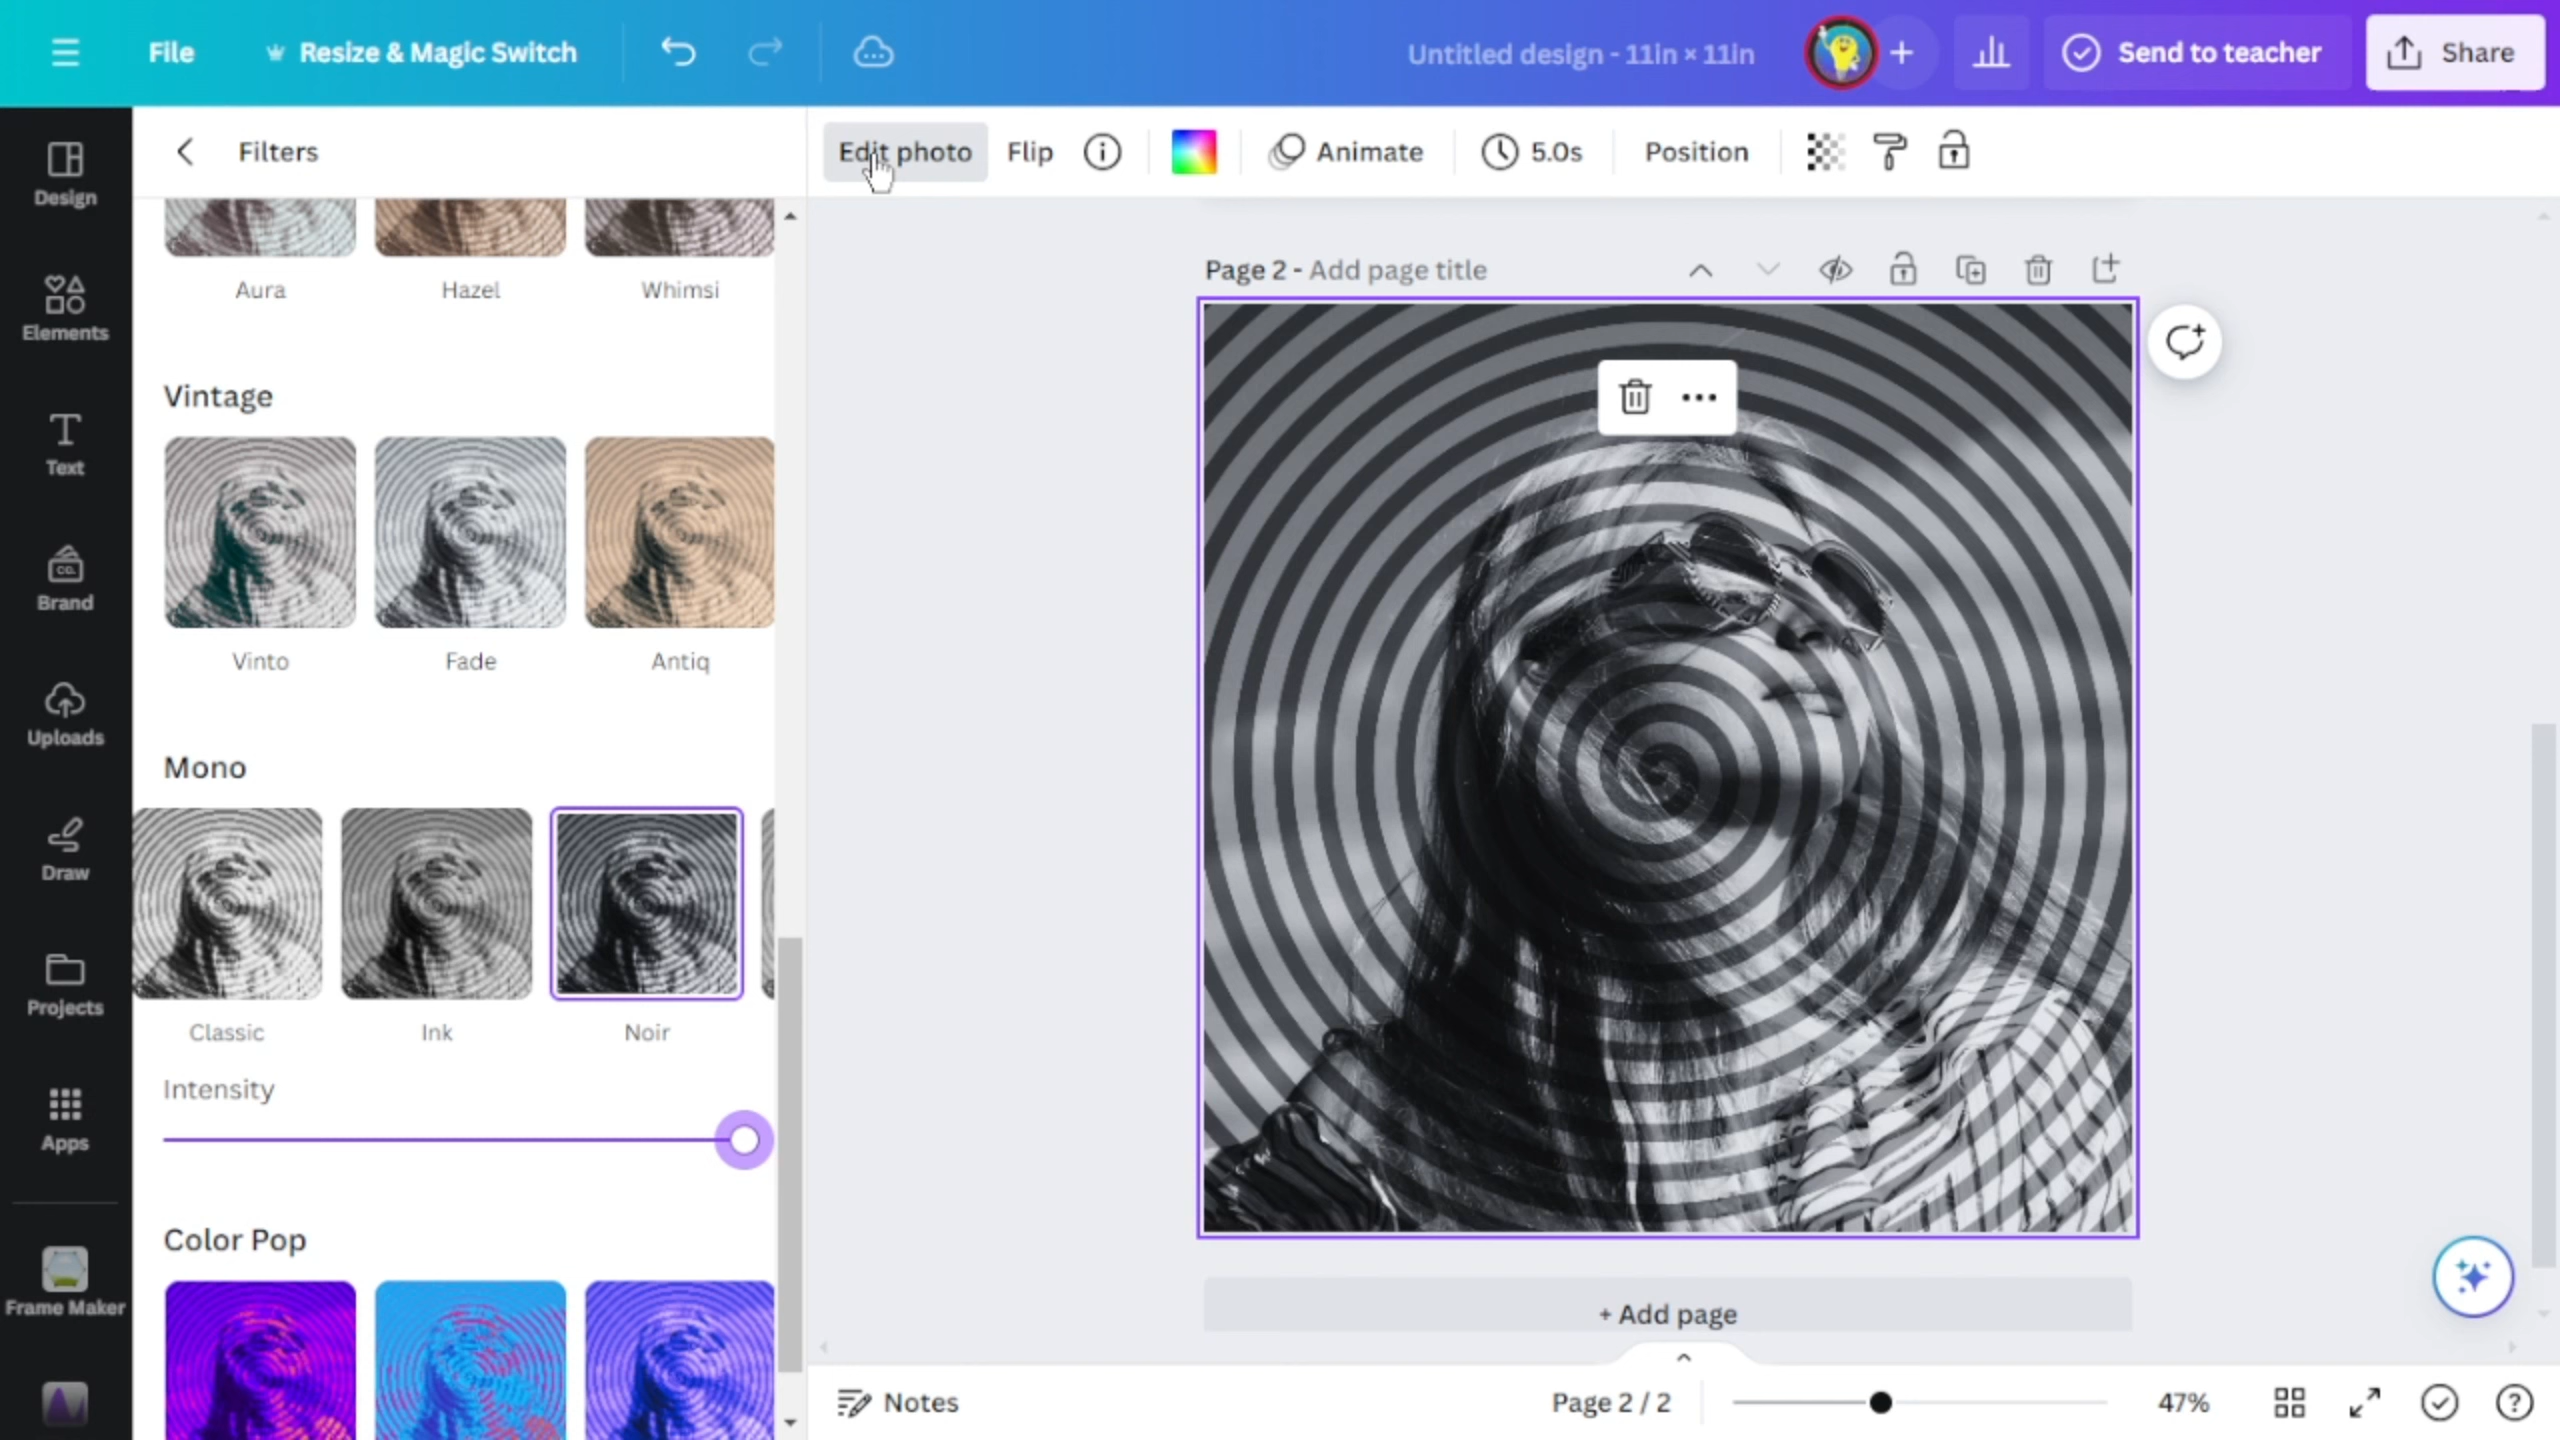 File
Resize & Magic Switch
Untitled design - 11in × 11in
Send to teacher
Share
Design
Elements
Text
Brand
CO.
Uploads
Draw
Projects
Apps
Frame Maker
Filters
Aura
Hazel
Whimsi
Vintage
Vinto
Fade
Antiq
Mono
Classic
Ink
Noir
Intensity
Color Pop
Edit photo
Flip
Animate
5.0s
Position
Page 2 - Add page title
+ Add page
Notes
Page 2 / 2
47%